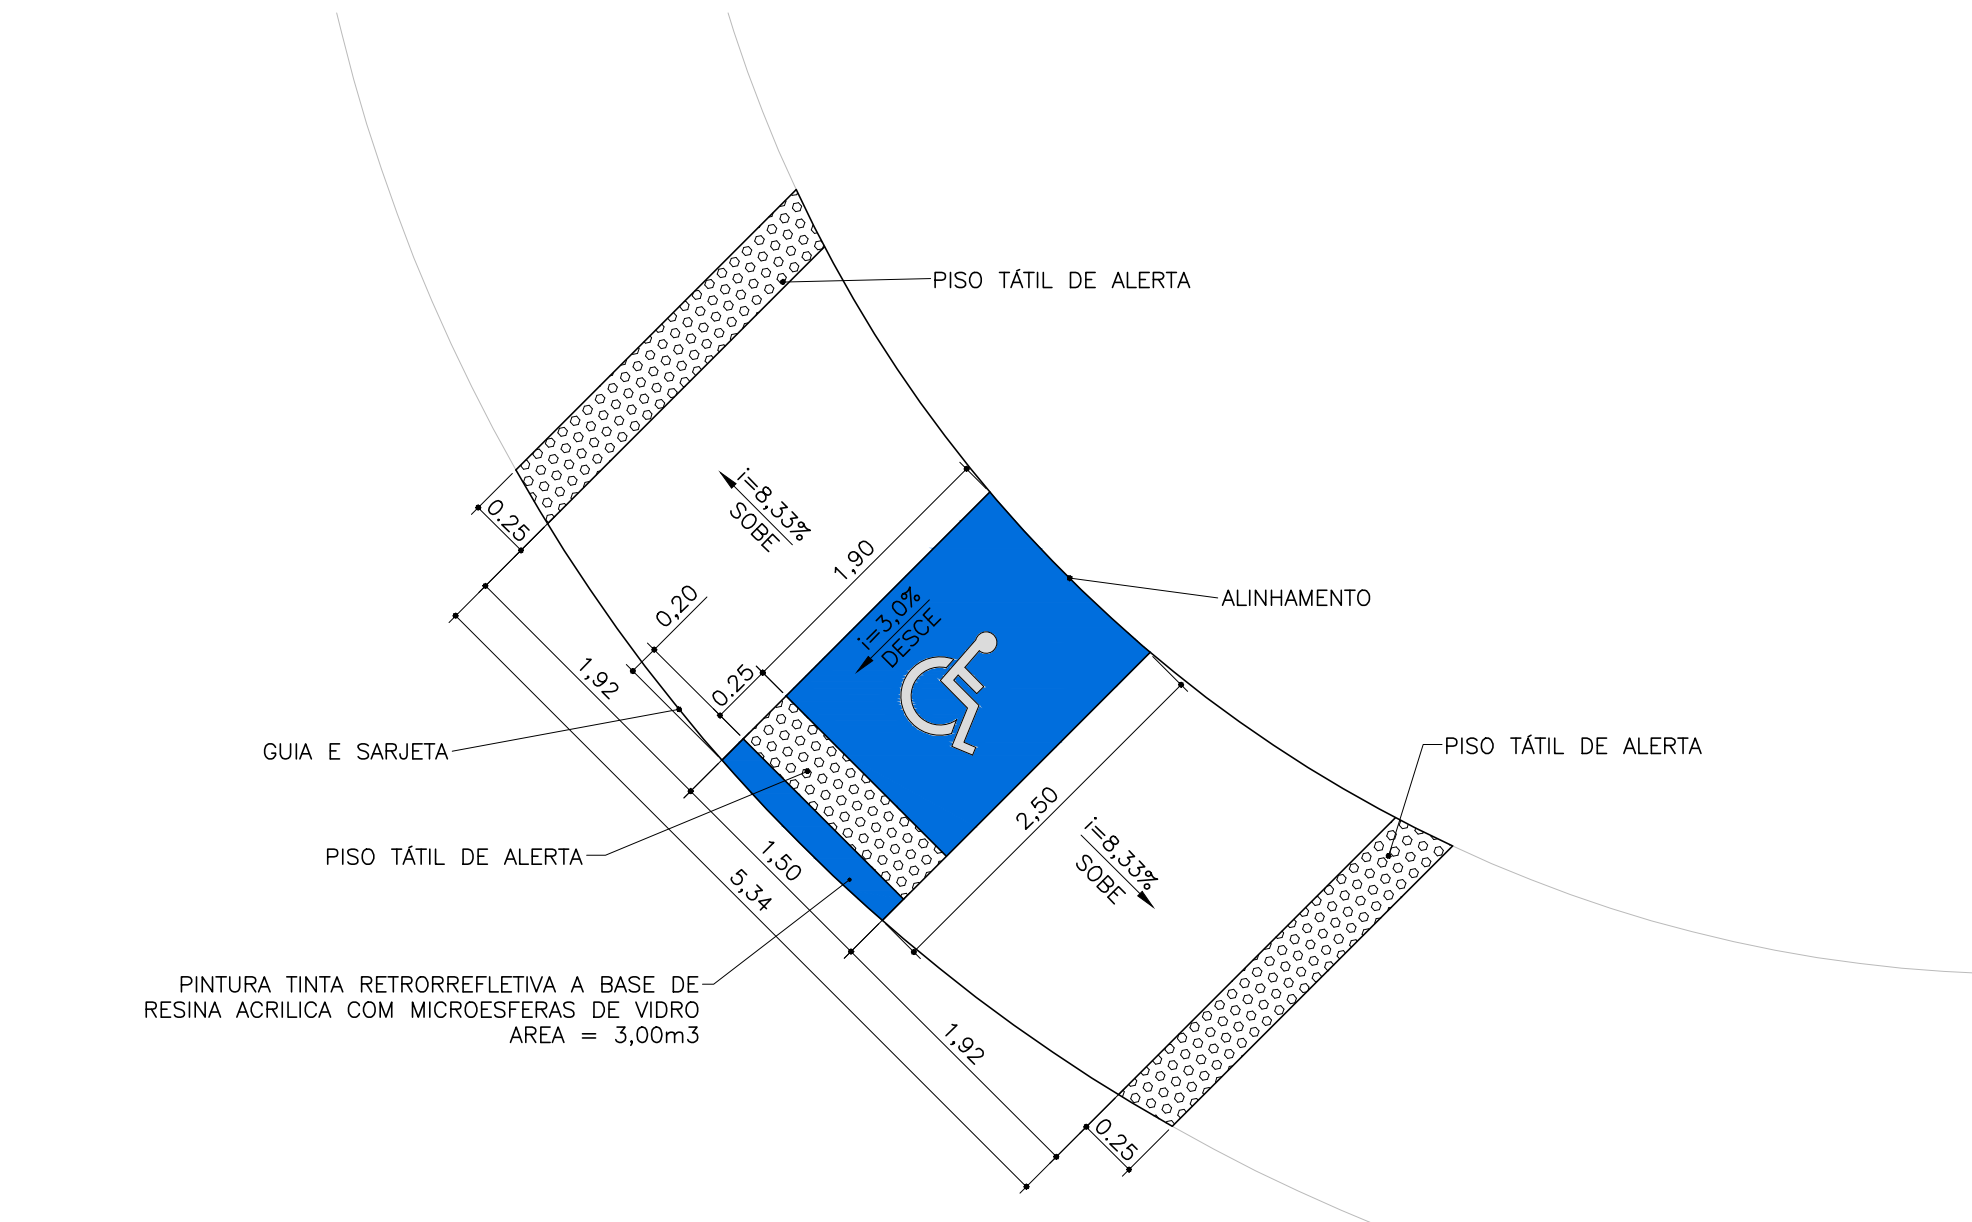 PISO TÁTIL DE ALERTA
0.25
i=8,33%
SOBE
1,90
i=3,0%
DESCE
ALINHAMENTO
0,20
0.25
1,92
GUIA E SARJETA
PISO TÁTIL DE ALERTA
2,50
i=8,33%
SOBE
PISO TÁTIL DE ALERTA
1,50
5,34
PINTURA TINTA RETRORREFLETIVA A BASE DE
RESINA ACRILICA COM MICROESFERAS DE VIDRO
AREA = 3,00m3
1,92
0.25